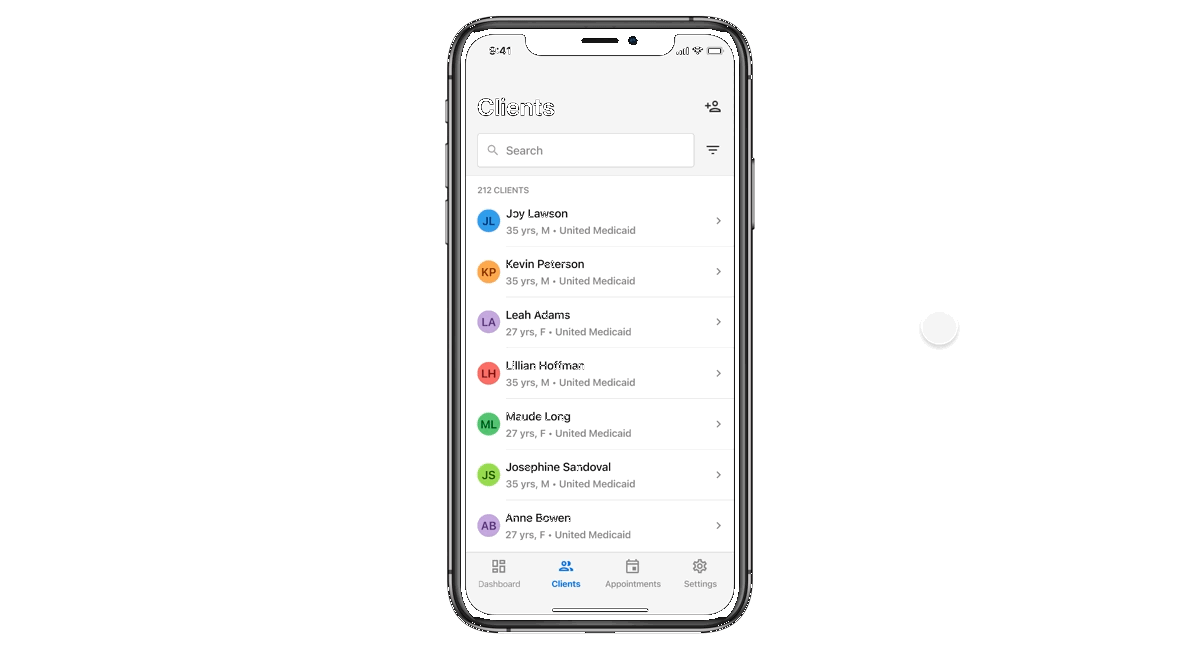 9:41
Clients
Search
212 CLIENTS
JL
Joy Lawson
35 yrs, M • United Medicaid
KP
Kevin Peterson
35 yrs, M • United Medicaid
LA
Leah Adams
27 yrs, F • United Medicaid
LH
Lillian Hoffman
35 yrs, M • United Medicaid
ML
Maude Long
27 yrs, F • United Medicaid
JS
Josephine Sandoval
35 yrs, M • United Medicaid
AB
Anne Bowen
27 yrs, F • United Medicaid
Dashboard
Clients
Appointments
Settings